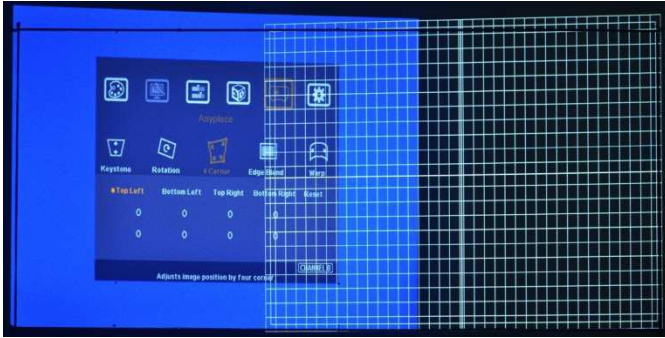 Anyplace
Keystone Rotation 4 Corner Edge Blend Warp
Top Left Bottom Left Top Right Bottom Right Reset
0 0 0 0
0 0 0 0
CHANNEL B
Adjusts image position by four corner